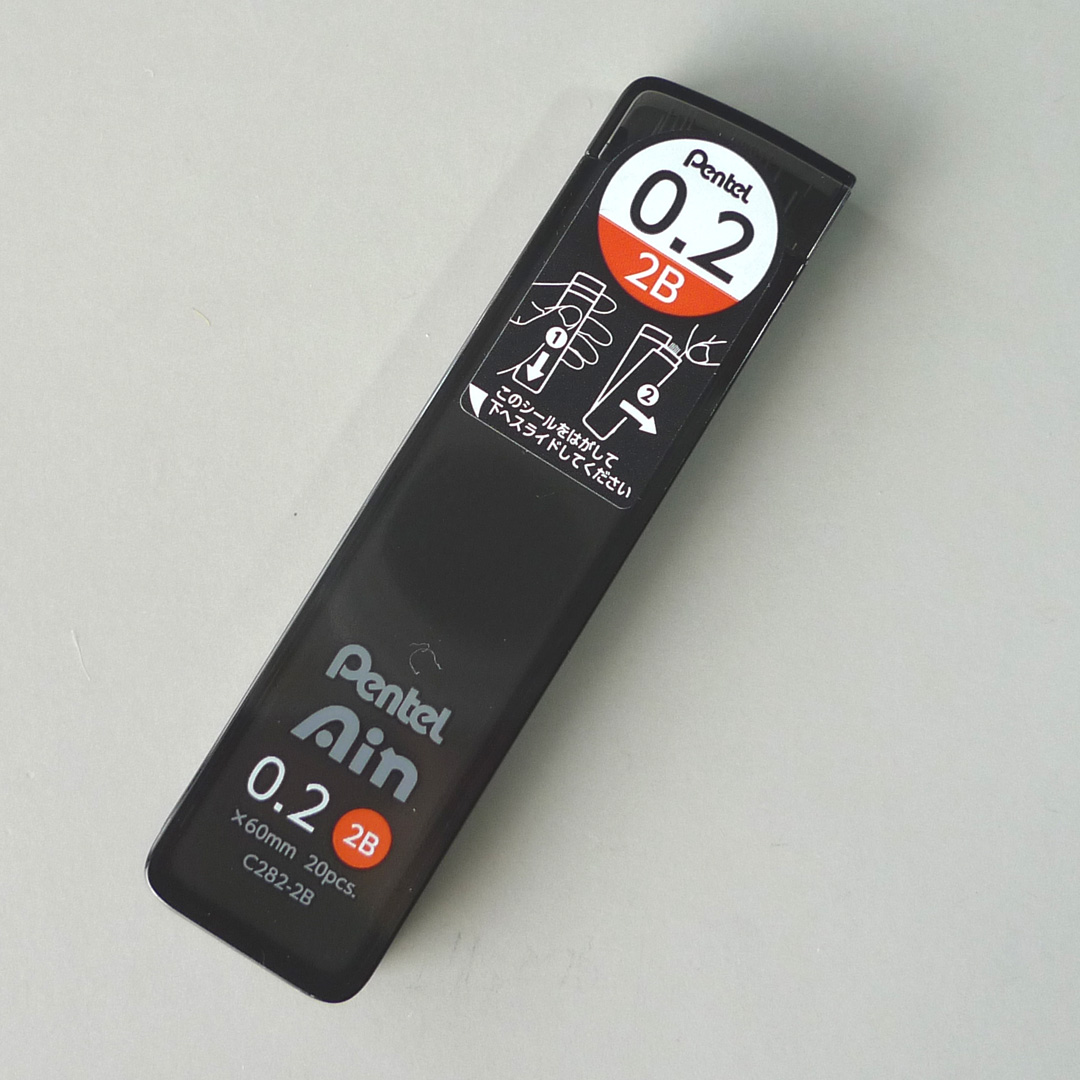 Pentel
0.2
2B
1
2
このシールをはがして
下へスライドしてください
Pentel
Ain
0.2 2B
×60mm 20pcs.
C282-2B